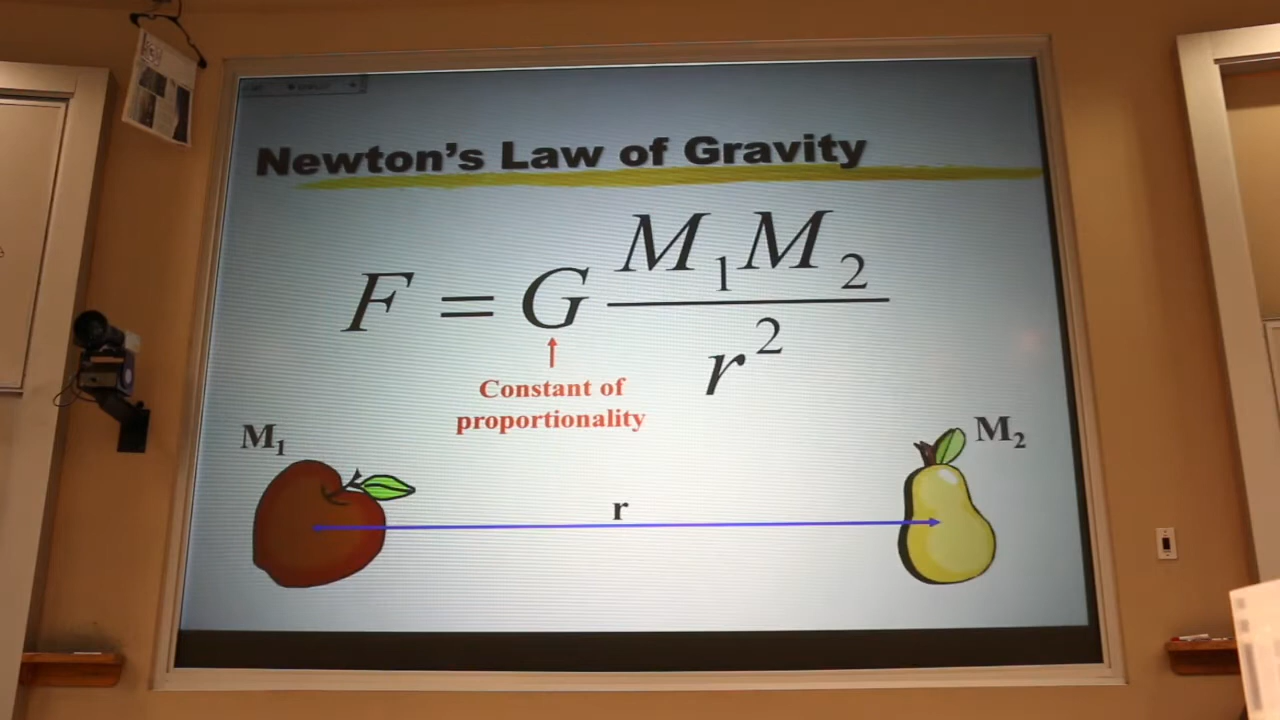 Newton's Law of Gravity
F = G M₁M₂ / r²
Constant of
proportionality
M₁
M₂
r